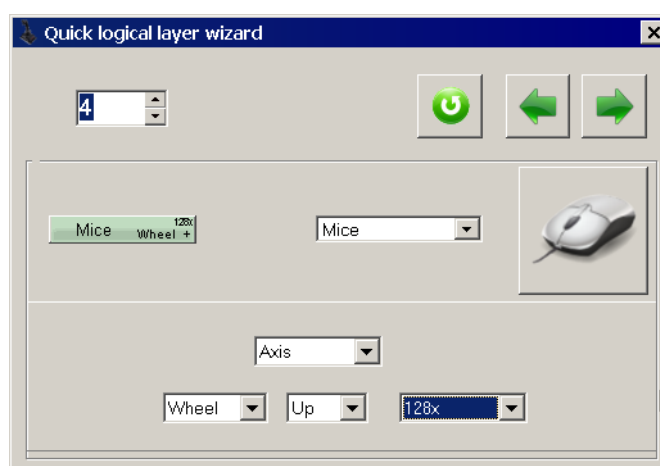 Quick logical layer wizard
4
Mice
128x
Wheel +
Mice
Axis
Wheel
Up
128x